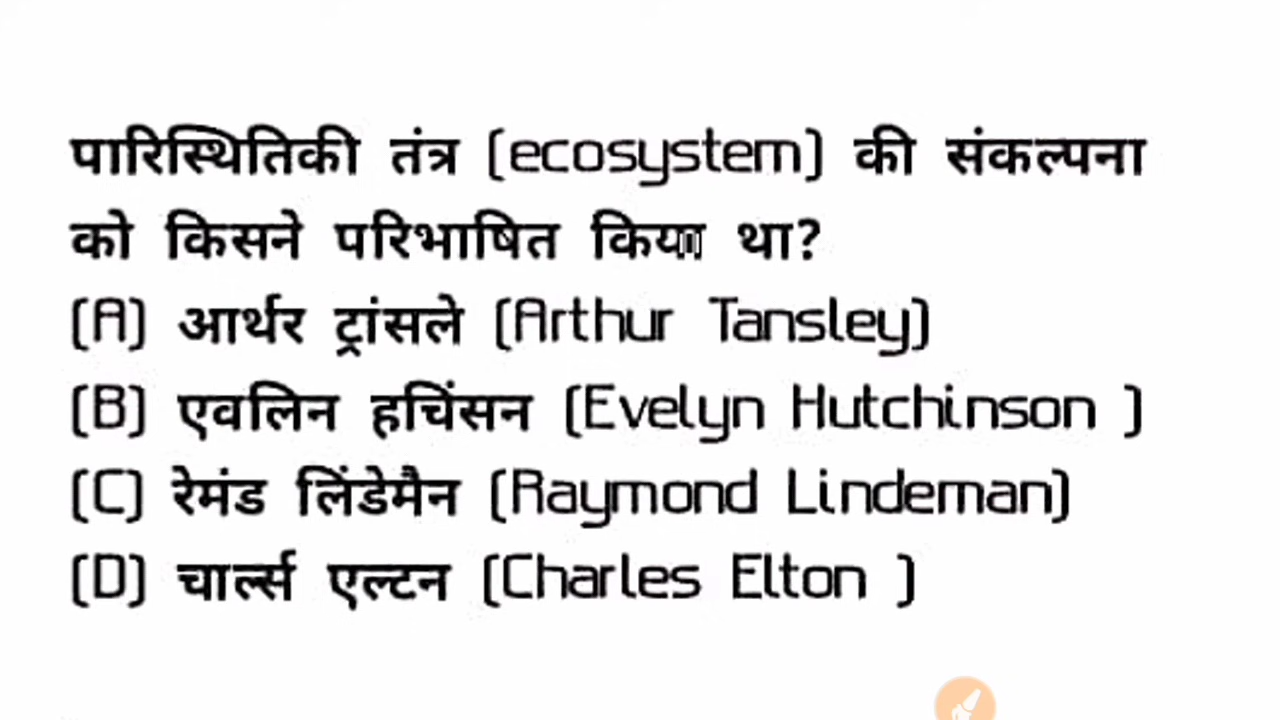 पारिस्थितिकी तंत्र (ecosystem) की संकल्पना
को किसने परिभाषित किया था?
(A) आर्थर ट्रांसले (Arthur Tansley)
(B) एवलिन हचिंसन (Evelyn Hutchinson )
(C) रेमंड लिंडेमैन (Raymond Lindeman)
(D) चार्ल्स एल्टन (Charles Elton )